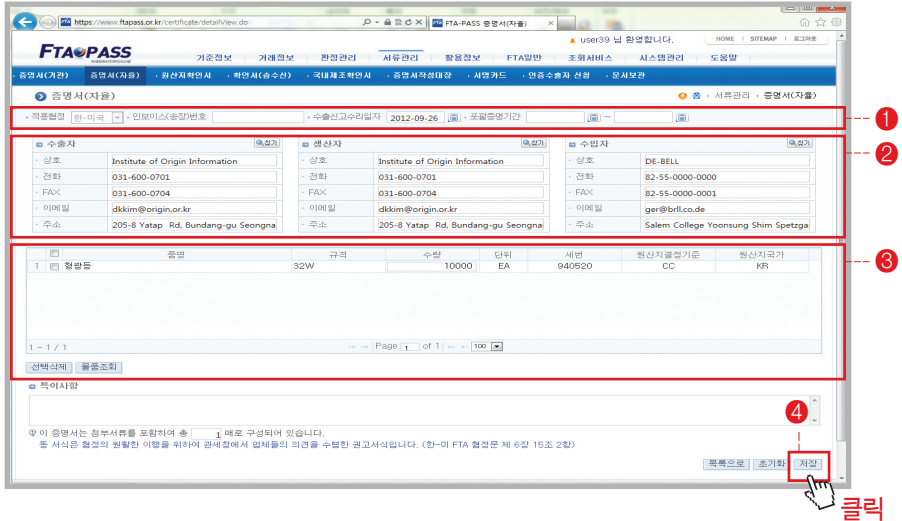 https://www.ftapass.or.kr/certificate/detailView.do
FTA-PASS 증명서(자율)
FTA PASS
user39 님 환영합니다.
HOME SITEMAP 로그아웃
기준정보 거래정보 판정관리 서류관리 활용정보 FTA일반 조회서비스 시스템관리 도움말
증명서(기관) 증명서(자율) 원산지확인서 확인서(송수신) 국내제조확인서 증명서작성대장 서명카드 인증수출자 신청 문서보관
증명서(자율)
홈 서류관리 증명서(자율)
적용협정 한-미국 인보이스(송장)번호 수출신고수리일자 2012-09-26 포괄증명기간 ~
1
수출자 찾기 생산자 찾기 수입자 찾기
2
상호 Institute of Origin Information 상호 Institute of Origin Information 상호 DE-BELL
전화 031-600-0701 전화 031-600-0701 전화 82-55-0000-0000
FAX 031-600-0704 FAX 031-600-0704 FAX 82-55-0000-0001
이메일 dkkim@origin.or.kr 이메일 dkkim@origin.or.kr 이메일 ger@brll.co.de
주소 205-8 Yatap Rd, Bundang-gu Seongna 주소 205-8 Yatap Rd, Bundang-gu Seongna 주소 Salem College Yoonsung Shim Spetzga
품명 규격 수량 단위 세번 원산지결정기준 원산지국가
3
1 형광등 32W 10000 EA 940520 CC KR
1 - 1 / 1 Page 1 of 1 100
선택삭제 물품조회
특이사항
4
이 증명서는 첨부서류를 포함하여 총 1 매로 구성되어 있습니다.
동 서식은 협정의 원활한 이행을 위하여 관세청에서 업체들의 의견을 수렴한 권고서식입니다. (한-미 FTA 협정문 제 6장 15조 2항)
목록으로 초기화 저장
클릭